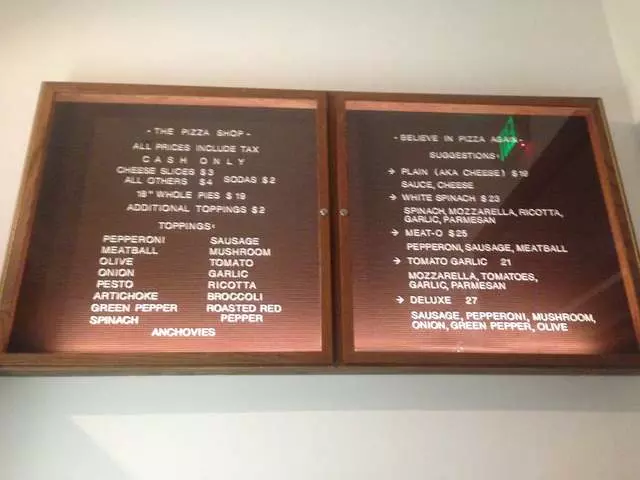 - THE PIZZA SHOP -
ALL PRICES INCLUDE TAX
CASH ONLY
CHEESE SLICES $3
ALL OTHERS $4 SODAS $2
18" WHOLE PIES $19
ADDITIONAL TOPPINGS $2
TOPPINGS:
PEPPERONI SAUSAGE
MEATBALL MUSHROOM
OLIVE TOMATO
ONION GARLIC
PESTO RICOTTA
ARTICHOKE BROCCOLI
GREEN PEPPER ROASTED RED
SPINACH PEPPER
ANCHOVIES
- BELIEVE IN PIZZA AGAIN -
SUGGESTIONS:
→ PLAIN (AKA CHEESE)
SAUCE, CHEESE
→ WHITE SPINACH $23
SPINACH, MOZZARELLA, RICOTTA,
GARLIC, PARMESAN
→ MEAT-O $25
PEPPERONI, SAUSAGE, MEATBALL
→ TOMATO GARLIC 21
MOZZARELLA, TOMATOES,
GARLIC, PARMESAN
→ DELUXE 27
SAUSAGE, PEPPERONI, MUSHROOM,
ONION, GREEN PEPPER, OLIVE